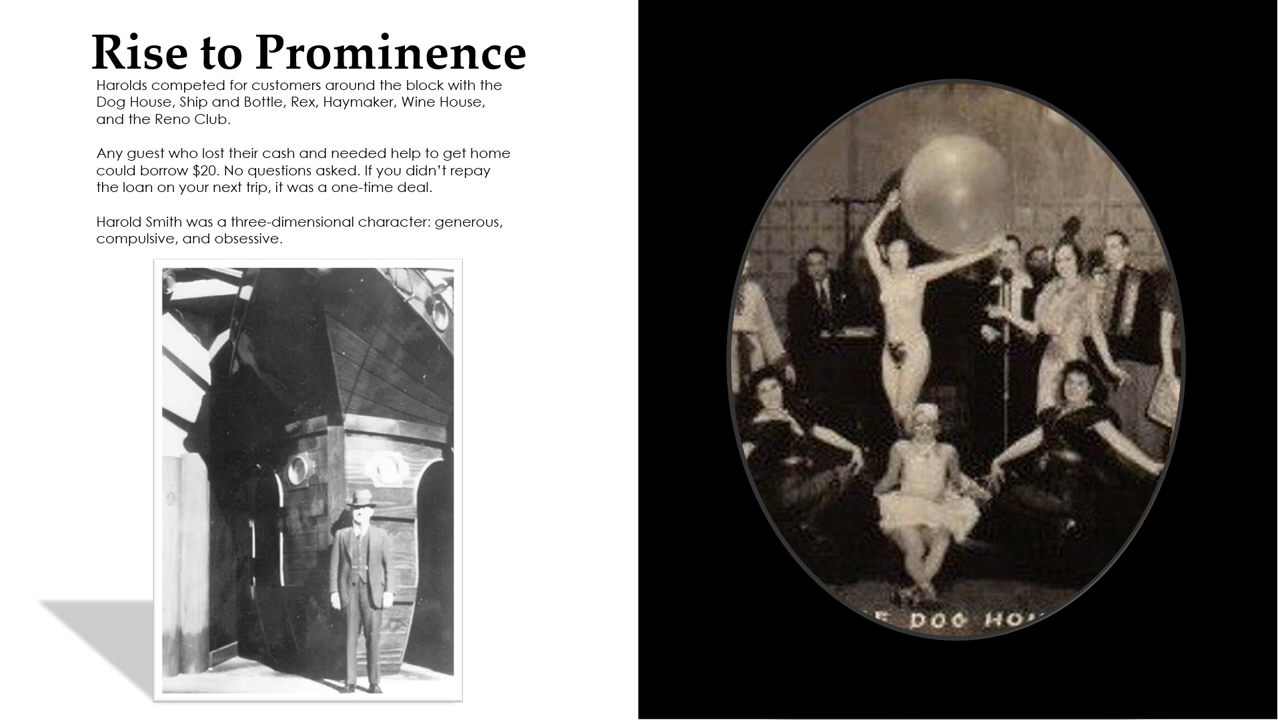 Rise to Prominence
Harolds competed for customers around the block with the
Dog House, Ship and Bottle, Rex, Haymaker, Wine House,
and the Reno Club.
Any guest who lost their cash and needed help to get home
could borrow $20. No questions asked. If you didn’t repay
the loan on your next trip, it was a one-time deal.
Harold Smith was a three-dimensional character: generous,
compulsive, and obsessive.
E DOG HOU